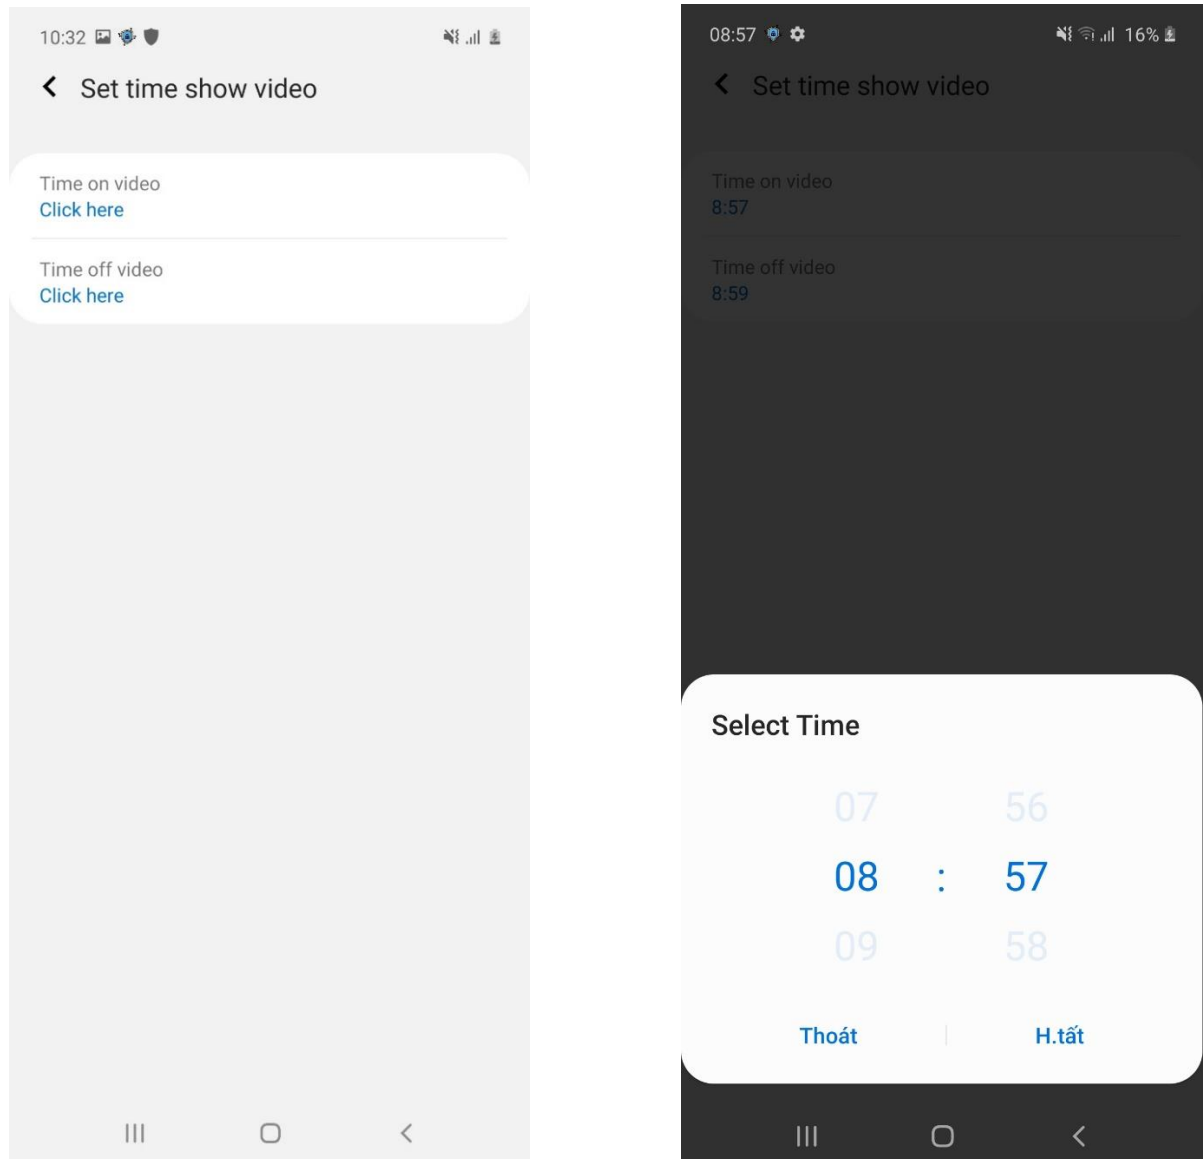 10:32
Set time show video
Time on video
Click here
Time off video
Click here
08:57
16%
Set time show video
Time on video
8:57
Time off video
8:59
Select Time
07 56
08 : 57
09 58
Thoát
H.tất